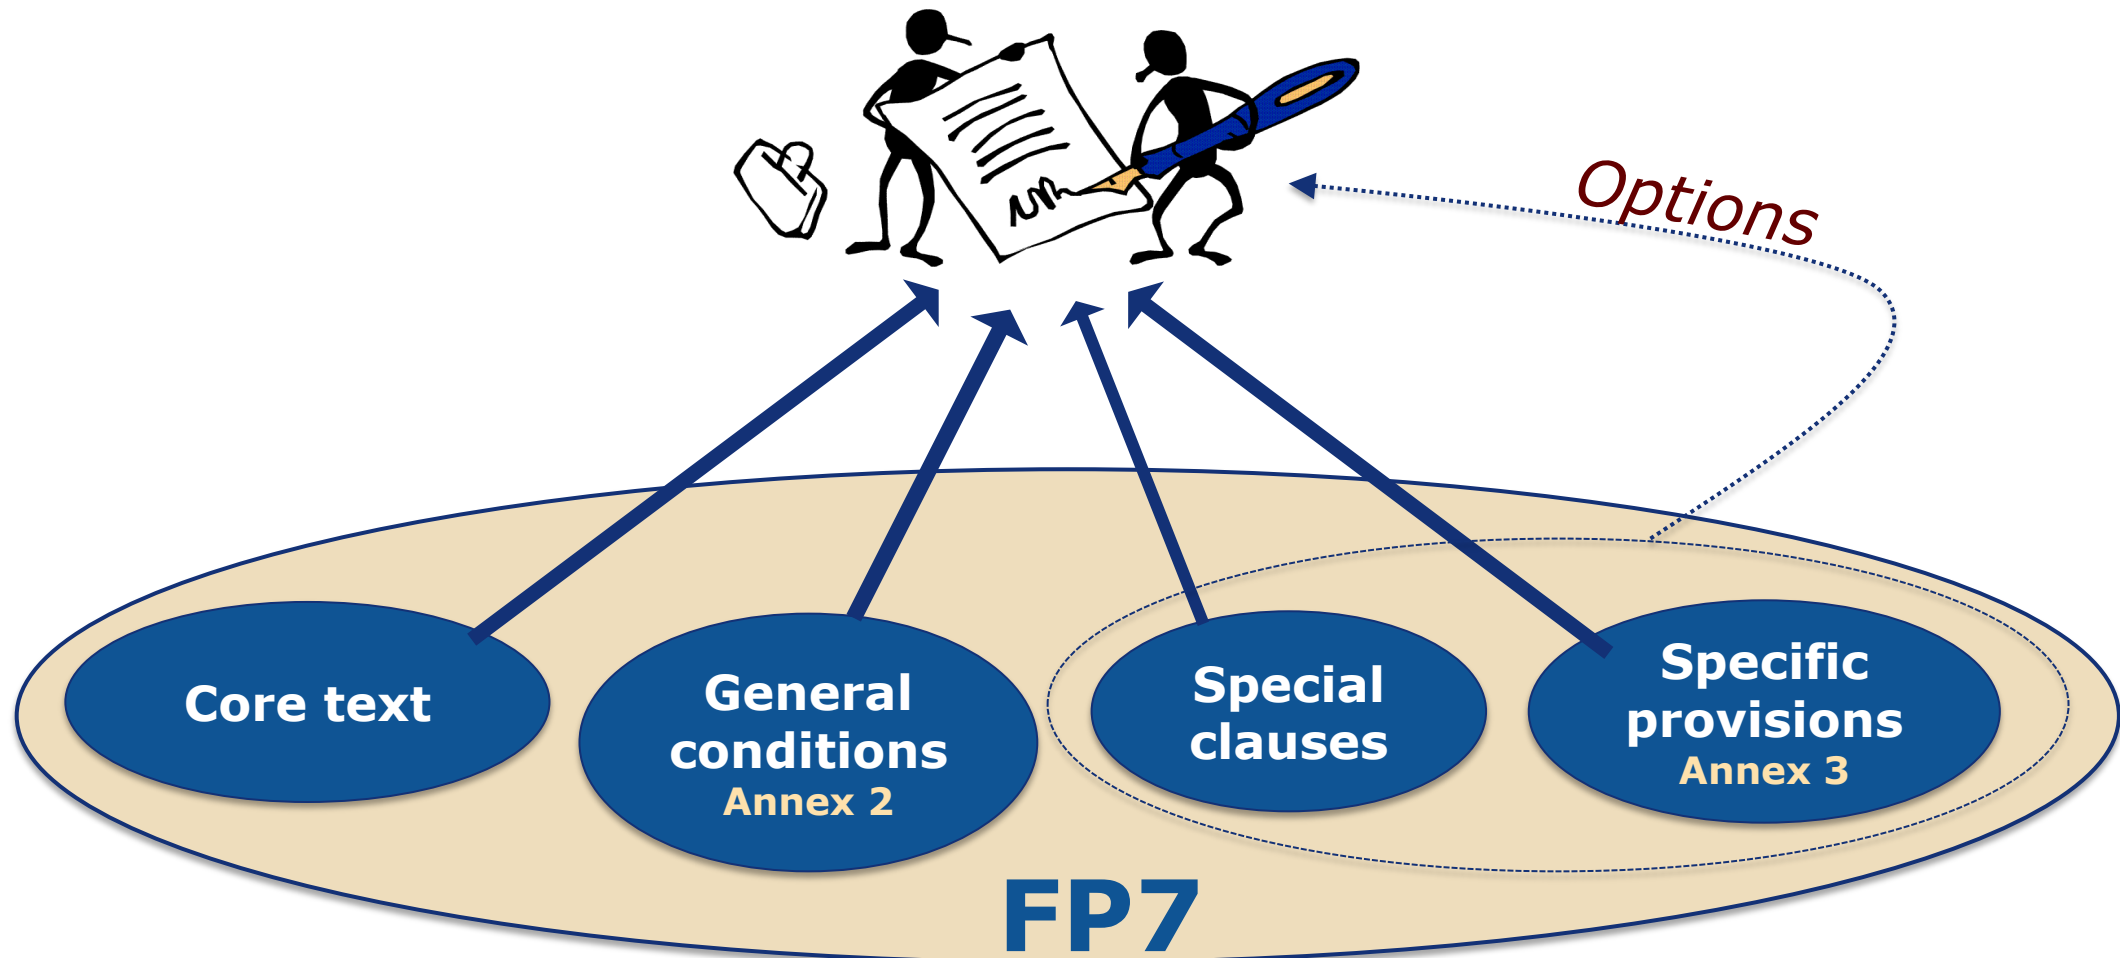 Options
Core text
General
conditions
Annex 2
Special
clauses
Specific
provisions
Annex 3
FP7